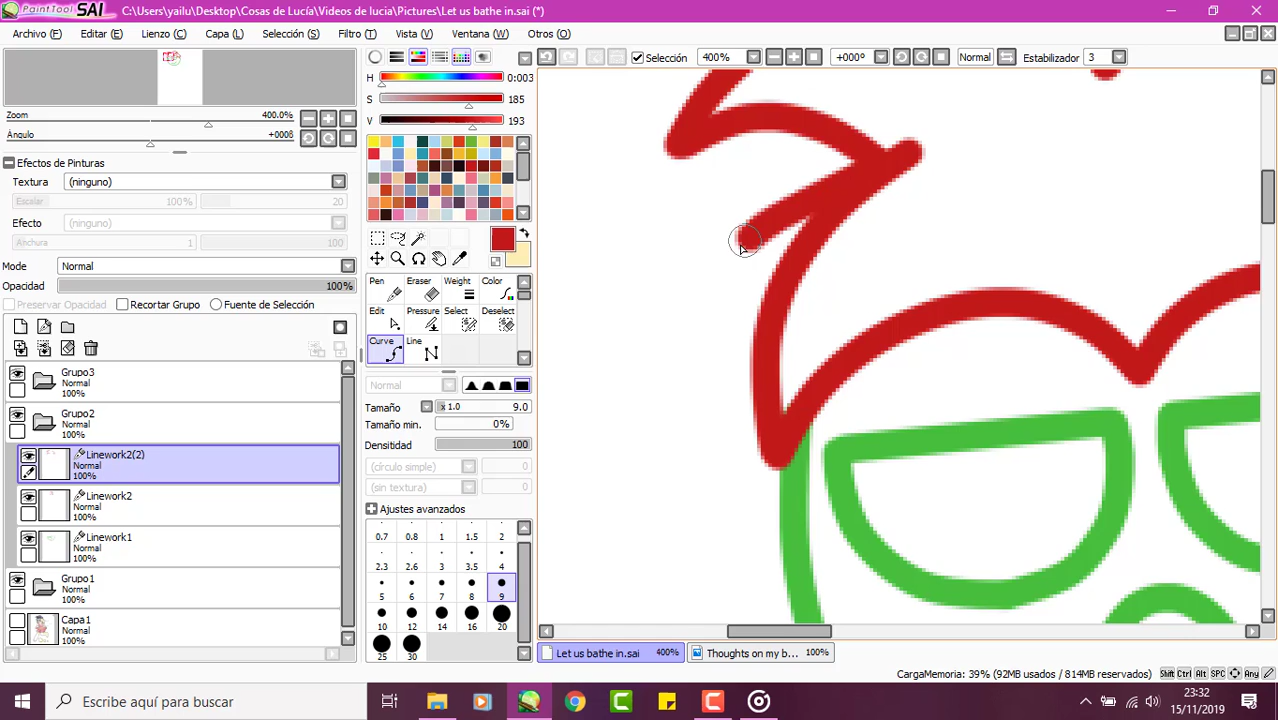 PaintTool SAI C:\Users\yailu\Desktop\Cosas de Lucía\Videos de lucia\Pictures\Let us bathe in.sai (*)
Archivo (F) Editar (E) Lienzo (C) Capa (L) Selección (S) Filtro (T) Vista (V) Ventana (W) Otros (O)
Selección 400% +000º Normal Estabilizador 3
Zoom 400.0%
Ángulo +000ß
Efectos de Pinturas
Textura (ninguno)
Escalar 100% 20
Efecto (ninguno)
Anchura 1 100
Modo Normal
Opacidad 100%
Preservar Opacidad Recortar Grupo Fuente de Selección
Grupo3
Normal
100%
Grupo2
Normal
100%
Linework2(2)
Normal
100%
Linework2
Normal
100%
Linework1
Normal
100%
Grupo1
Normal
100%
Capa1
Normal
100%
H 0:003
S 185
V 193
Pen Eraser Weight Color
Edit Pressure Select Deselect
Curve Line
Normal
Tamaño x 1.0 9.0
Tamaño min. 0%
Densidad 100
(círculo simple) 0
(sin textura) 0
Ajustes avanzados
0.7 0.8 1 1.5 2
2.3 2.6 3 3.5 4
5 6 7 8 9
10 12 14 16 20
25 30
Let us bathe in.sai 400% Thoughts on my b... 100%
CargaMemoria: 39% (92MB usados / 814MB reservados) Shift Ctrl Alt SPC Any
Escribe aquí para buscar
23:32
15/11/2019